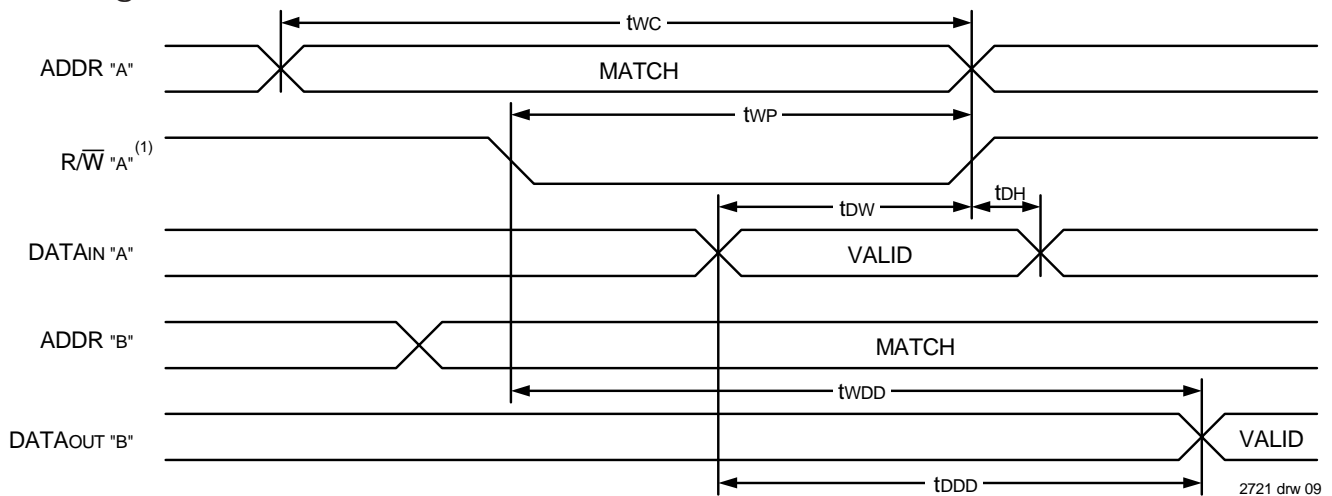 tWC
ADDR "A"
MATCH
tWP
R/W̅ "A"(1)
tDW
tDH
DATAIN "A"
VALID
ADDR "B"
MATCH
tWDD
DATAOUT "B"
VALID
tDDD
2721 drw 09